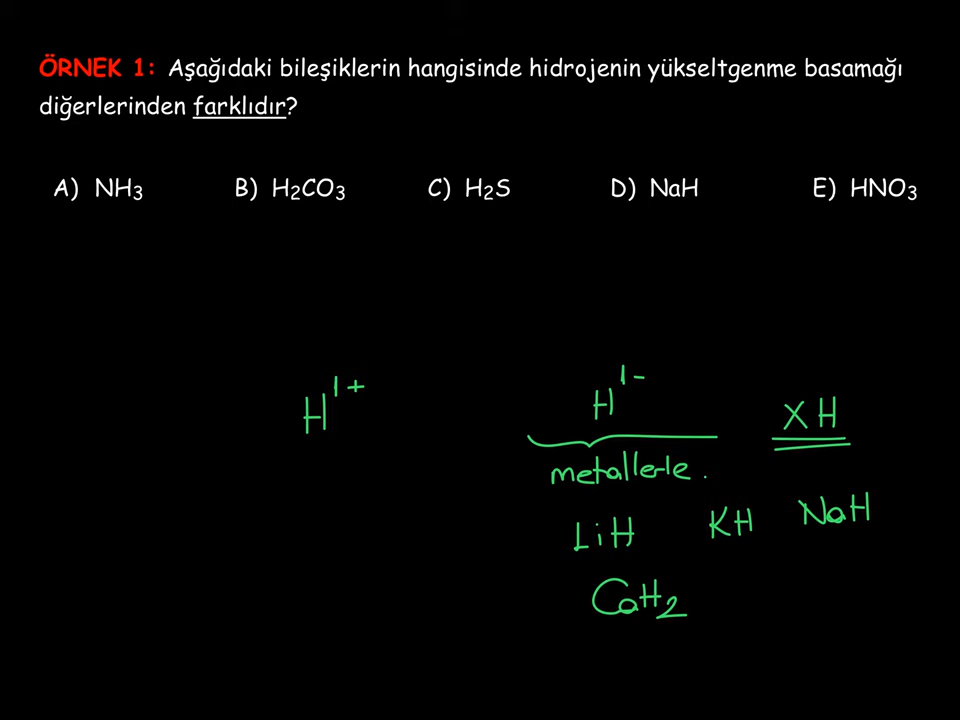 ÖRNEK 1: Aşağıdaki bileşiklerin hangisinde hidrojenin yükseltgenme basamağı
diğerlerinden farklıdır?
A) NH₃ B) H₂CO₃ C) H₂S D) NaH E) HNO₃
H¹⁺ H¹⁻ XH
metallerle.
LiH KH NaH
CaH₂